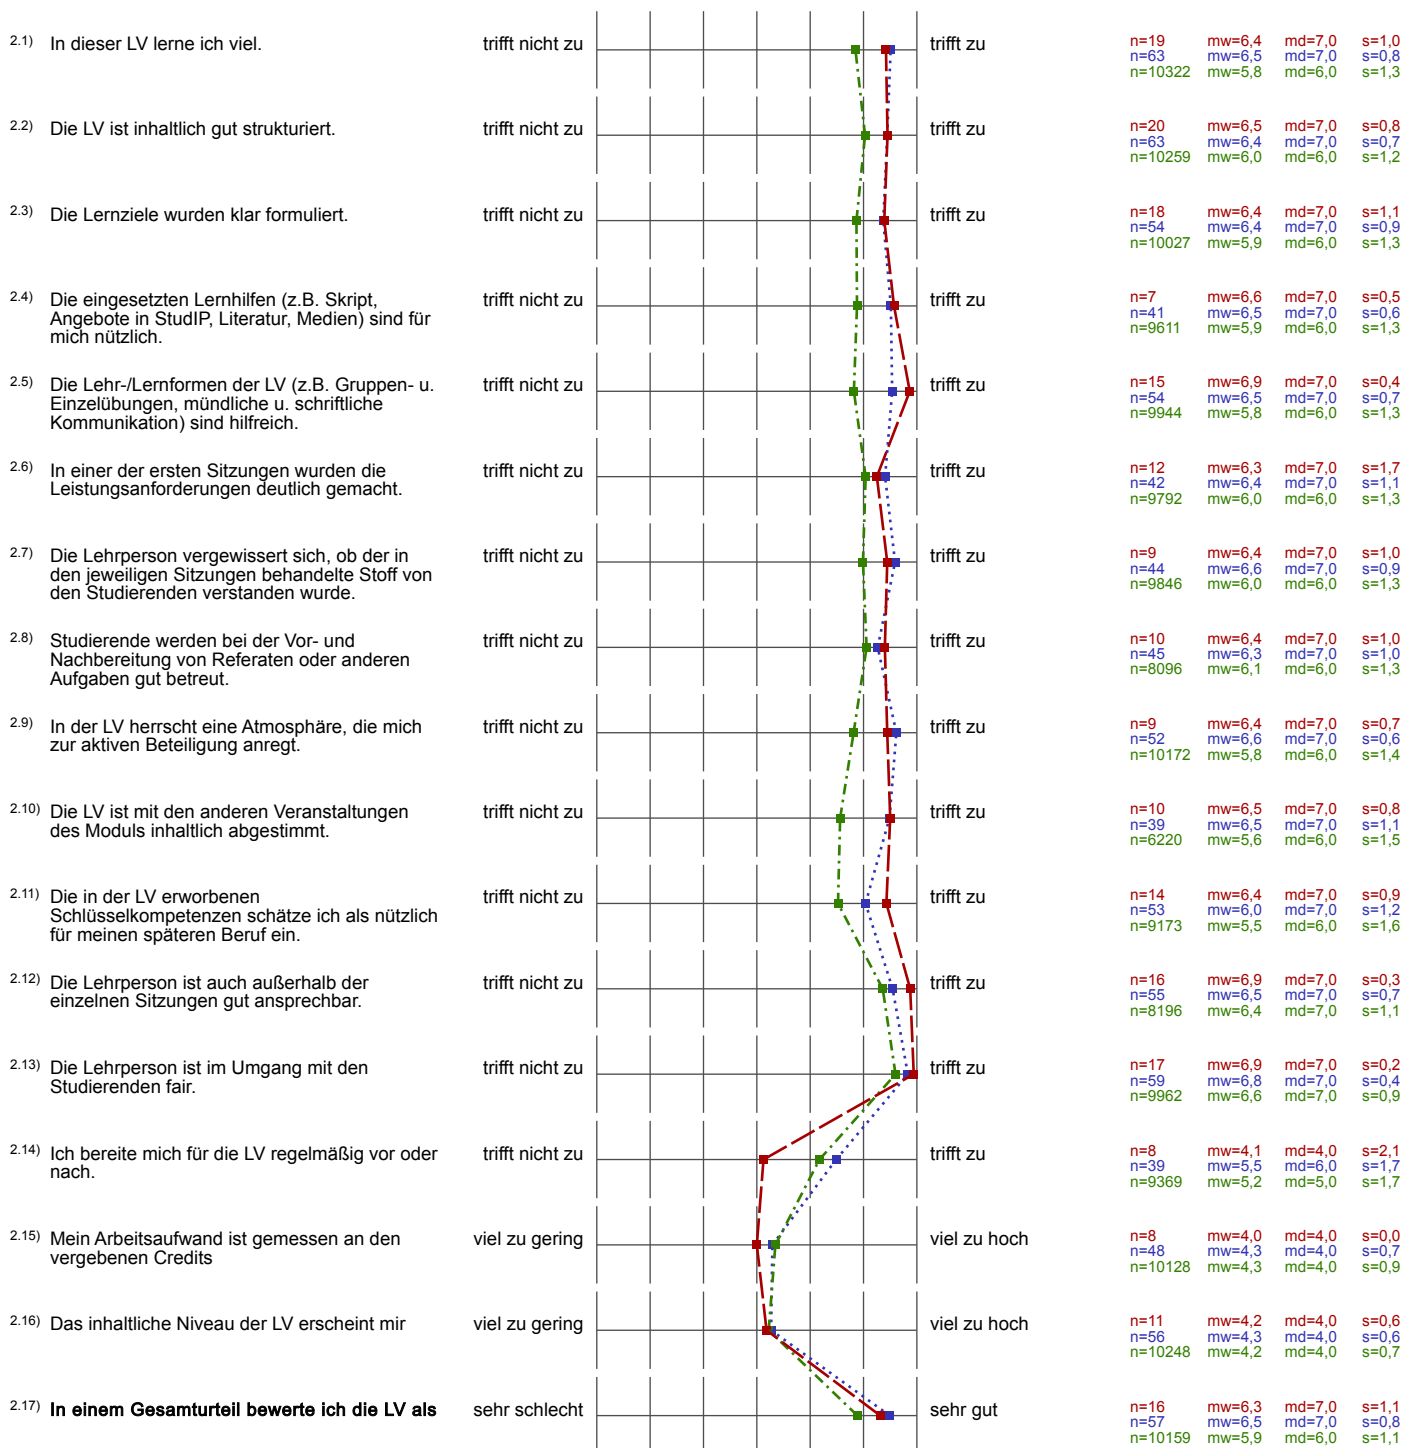 2.1) In dieser LV lerne ich viel. trifft nicht zu trifft zu n=19 mw=6,4 md=7,0 s=1,0
n=63 mw=6,5 md=7,0 s=0,8
n=10322 mw=5,8 md=6,0 s=1,3
2.2) Die LV ist inhaltlich gut strukturiert. trifft nicht zu trifft zu n=20 mw=6,5 md=7,0 s=0,8
n=63 mw=6,4 md=7,0 s=0,7
n=10259 mw=6,0 md=6,0 s=1,2
2.3) Die Lernziele wurden klar formuliert. trifft nicht zu trifft zu n=18 mw=6,4 md=7,0 s=1,1
n=54 mw=6,4 md=7,0 s=0,9
n=10027 mw=5,9 md=6,0 s=1,3
2.4) Die eingesetzten Lernhilfen (z.B. Skript, trifft nicht zu trifft zu n=7 mw=6,6 md=7,0 s=0,5
Angebote in StudIP, Literatur, Medien) sind für n=41 mw=6,5 md=7,0 s=0,6
mich nützlich. n=9611 mw=5,9 md=6,0 s=1,3
2.5) Die Lehr-/Lernformen der LV (z.B. Gruppen- u. trifft nicht zu trifft zu n=15 mw=6,9 md=7,0 s=0,4
Einzelübungen, mündliche u. schriftliche n=54 mw=6,5 md=7,0 s=0,7
Kommunikation) sind hilfreich. n=9944 mw=5,8 md=6,0 s=1,3
2.6) In einer der ersten Sitzungen wurden die trifft nicht zu trifft zu n=12 mw=6,3 md=7,0 s=1,7
Leistungsanforderungen deutlich gemacht. n=42 mw=6,4 md=7,0 s=1,1
n=9792 mw=6,0 md=6,0 s=1,3
2.7) Die Lehrperson vergewissert sich, ob der in trifft nicht zu trifft zu n=9 mw=6,4 md=7,0 s=1,0
den jeweiligen Sitzungen behandelte Stoff von n=44 mw=6,6 md=7,0 s=0,9
den Studierenden verstanden wurde. n=9846 mw=6,0 md=6,0 s=1,3
2.8) Studierende werden bei der Vor- und trifft nicht zu trifft zu n=10 mw=6,4 md=7,0 s=1,0
Nachbereitung von Referaten oder anderen n=45 mw=6,3 md=7,0 s=1,0
Aufgaben gut betreut. n=8096 mw=6,1 md=6,0 s=1,3
2.9) In der LV herrscht eine Atmosphäre, die mich trifft nicht zu trifft zu n=9 mw=6,4 md=7,0 s=0,7
zur aktiven Beteiligung anregt. n=52 mw=6,6 md=7,0 s=0,6
n=10172 mw=5,8 md=6,0 s=1,4
2.10) Die LV ist mit den anderen Veranstaltungen trifft nicht zu trifft zu n=10 mw=6,5 md=7,0 s=0,8
des Moduls inhaltlich abgestimmt. n=39 mw=6,5 md=7,0 s=1,1
n=6220 mw=5,6 md=6,0 s=1,5
2.11) Die in der LV erworbenen trifft nicht zu trifft zu n=14 mw=6,4 md=7,0 s=0,9
Schlüsselkompetenzen schätze ich als nützlich n=53 mw=6,0 md=7,0 s=1,2
für meinen späteren Beruf ein. n=9173 mw=5,5 md=6,0 s=1,6
2.12) Die Lehrperson ist auch außerhalb der trifft nicht zu trifft zu n=16 mw=6,9 md=7,0 s=0,3
einzelnen Sitzungen gut ansprechbar. n=55 mw=6,5 md=7,0 s=0,7
n=8196 mw=6,4 md=7,0 s=1,1
2.13) Die Lehrperson ist im Umgang mit den trifft nicht zu trifft zu n=17 mw=6,9 md=7,0 s=0,2
Studierenden fair. n=59 mw=6,8 md=7,0 s=0,4
n=9962 mw=6,6 md=7,0 s=0,9
2.14) Ich bereite mich für die LV regelmäßig vor oder trifft nicht zu trifft zu n=8 mw=4,1 md=4,0 s=2,1
nach. n=39 mw=5,5 md=6,0 s=1,7
n=9369 mw=5,2 md=5,0 s=1,7
2.15) Mein Arbeitsaufwand ist gemessen an den viel zu gering viel zu hoch n=8 mw=4,0 md=4,0 s=0,0
vergebenen Credits n=48 mw=4,3 md=4,0 s=0,7
n=10128 mw=4,3 md=4,0 s=0,9
2.16) Das inhaltliche Niveau der LV erscheint mir viel zu gering viel zu hoch n=11 mw=4,2 md=4,0 s=0,6
n=56 mw=4,3 md=4,0 s=0,6
n=10248 mw=4,2 md=4,0 s=0,7
2.17) In einem Gesamturteil bewerte ich die LV als sehr schlecht sehr gut n=16 mw=6,3 md=7,0 s=1,1
n=57 mw=6,5 md=7,0 s=0,8
n=10159 mw=5,9 md=6,0 s=1,1